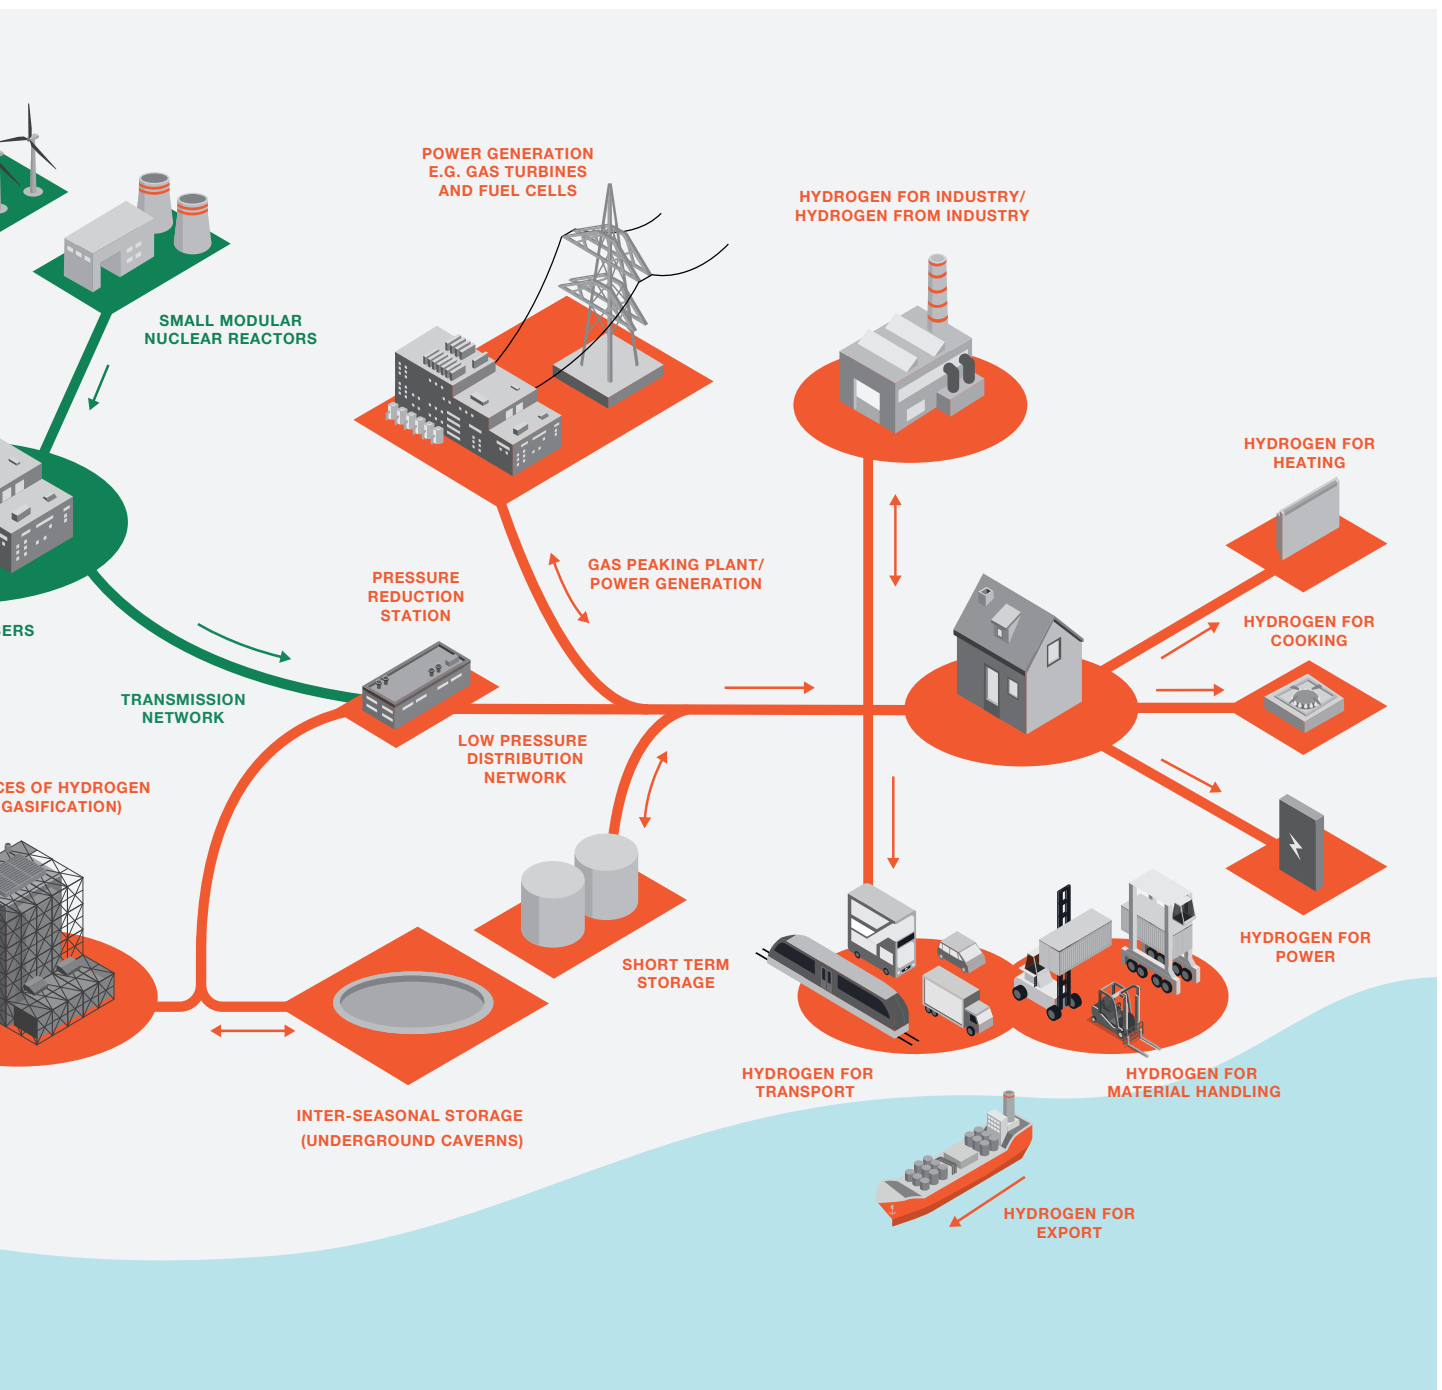 POWER GENERATION
E.G. GAS TURBINES
AND FUEL CELLS
HYDROGEN FOR INDUSTRY/
HYDROGEN FROM INDUSTRY
SMALL MODULAR
NUCLEAR REACTORS
HYDROGEN FOR
HEATING
GAS PEAKING PLANT/
POWER GENERATION
PRESSURE
REDUCTION
STATION
HYDROGEN FOR
COOKING
TRANSMISSION
NETWORK
LOW PRESSURE
DISTRIBUTION
NETWORK
OF HYDROGEN
GASIFICATION)
HYDROGEN FOR
POWER
SHORT TERM
STORAGE
HYDROGEN FOR
TRANSPORT
HYDROGEN FOR
MATERIAL HANDLING
INTER-SEASONAL STORAGE
(UNDERGROUND CAVERNS)
HYDROGEN FOR
EXPORT